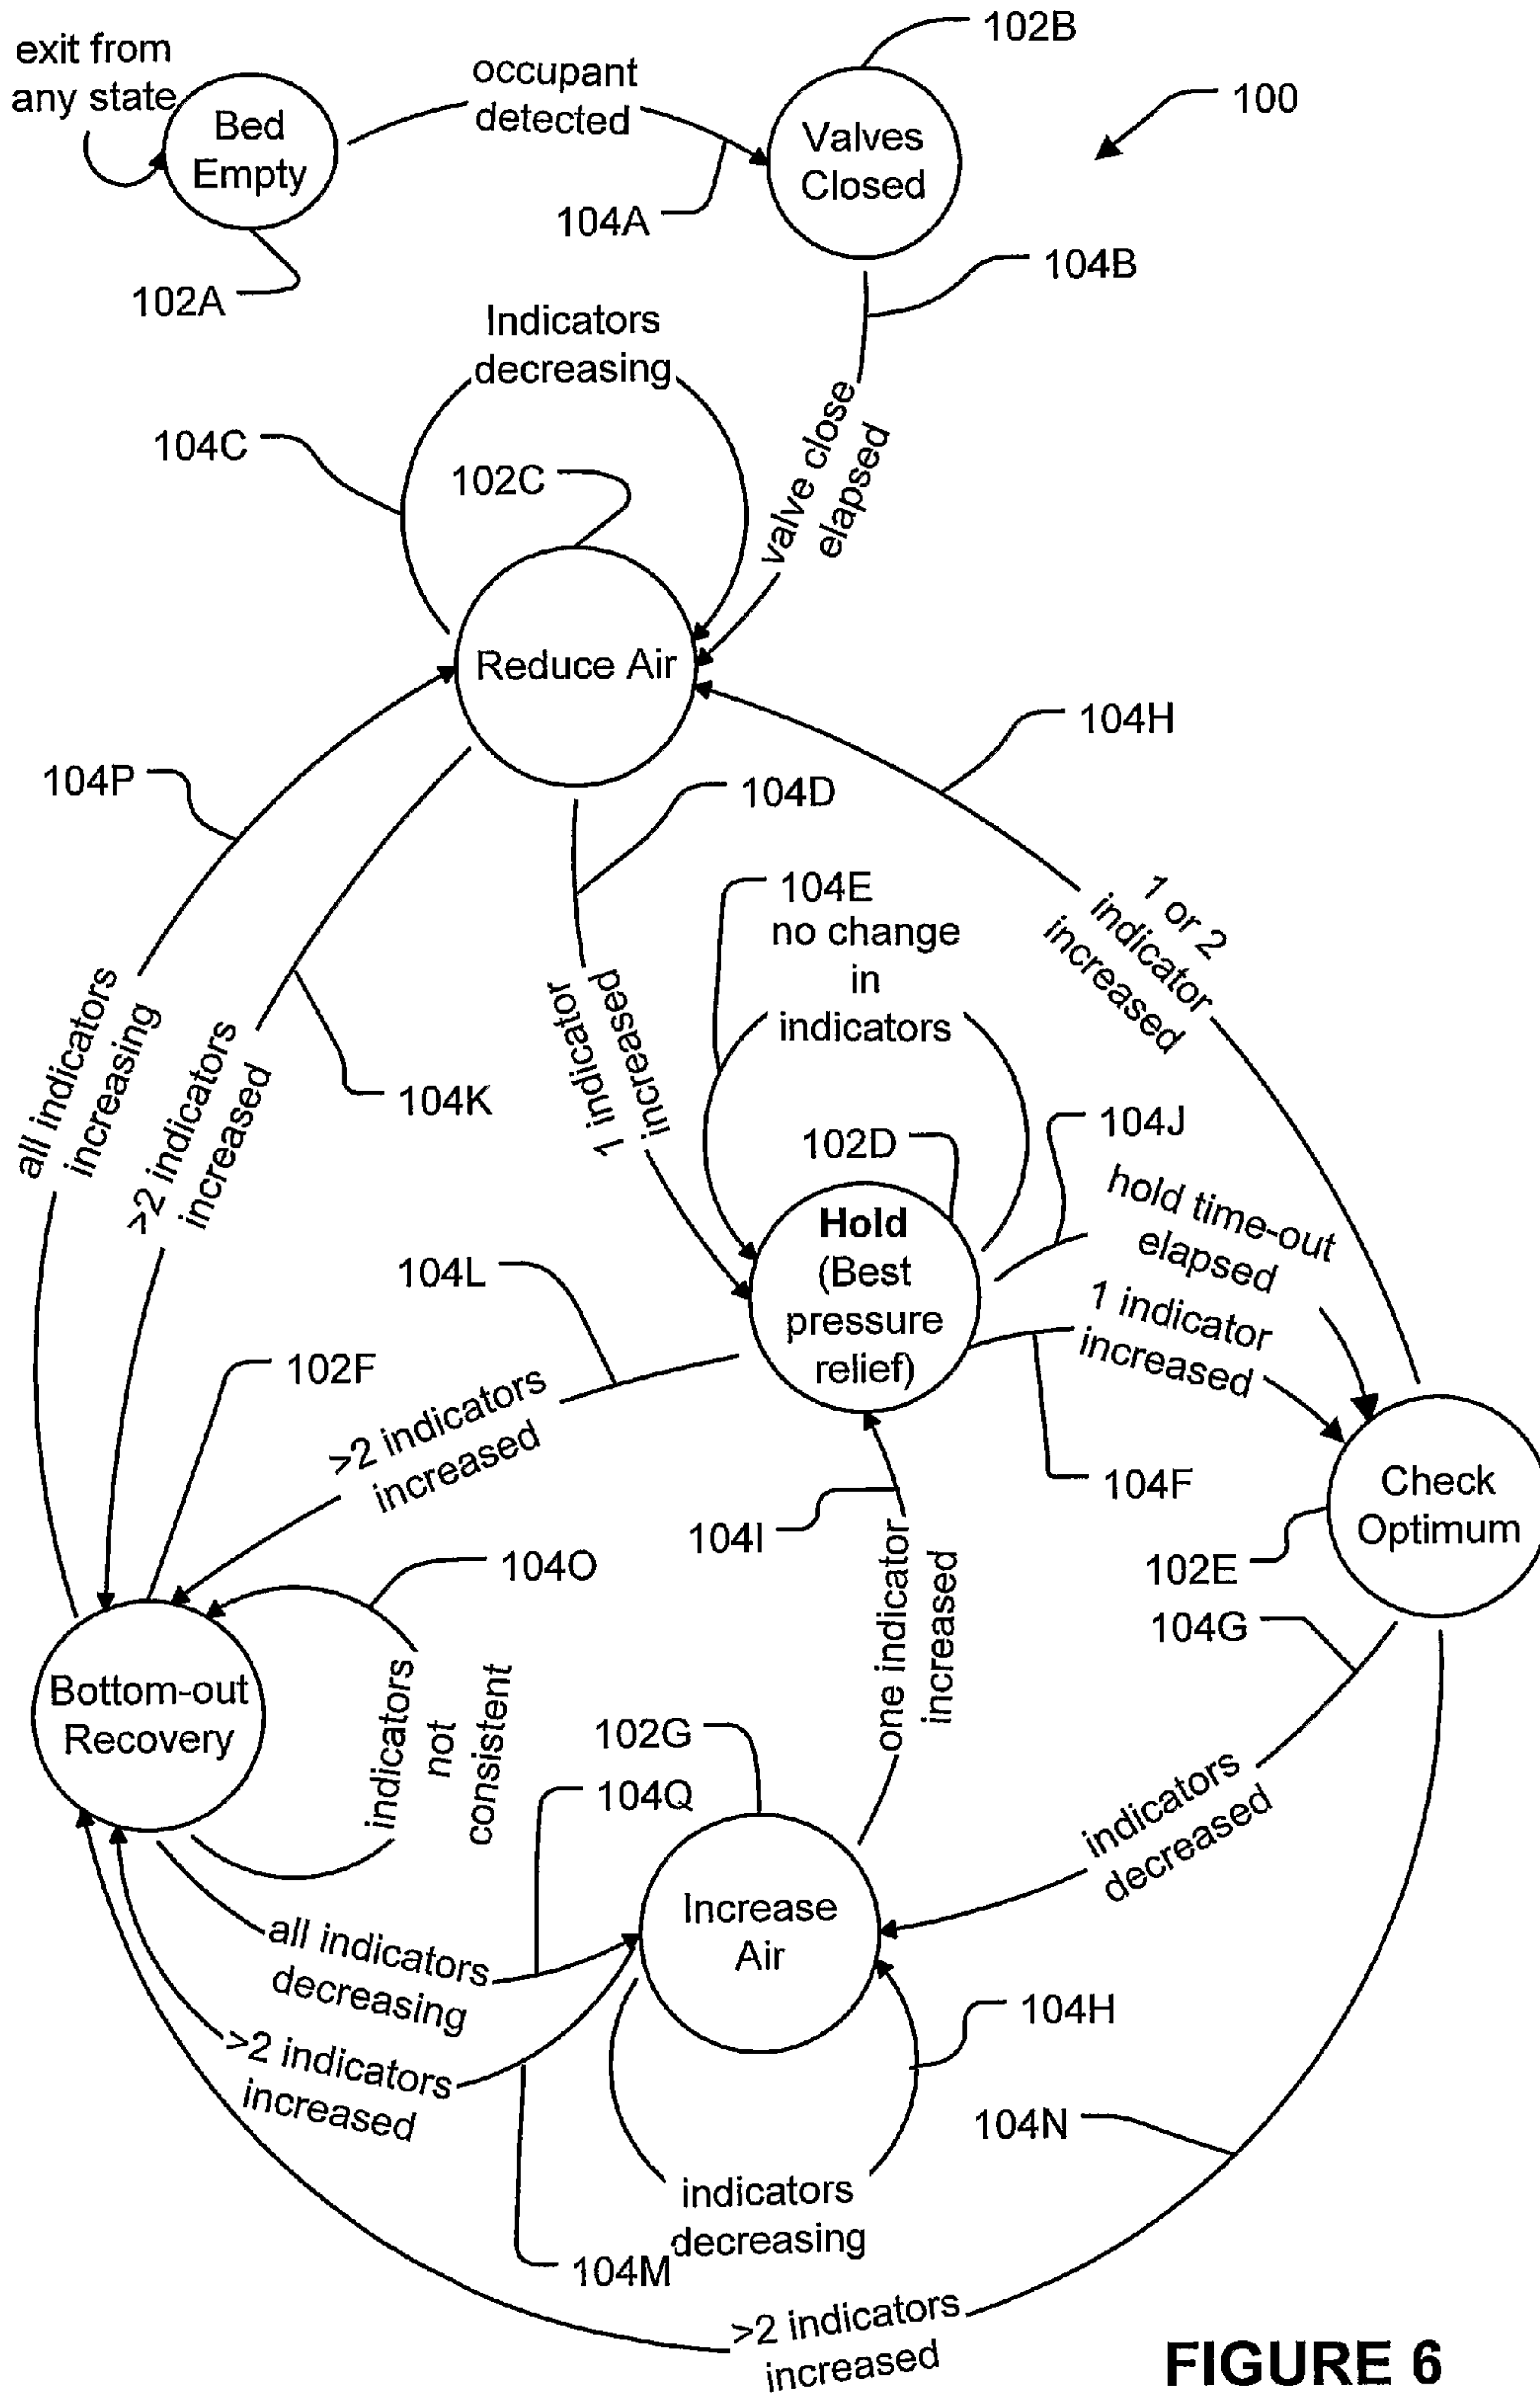 exit from
any state
Bed
Empty
102A
occupant
detected
104A
102B
Valves
Closed
100
104B
valve close
elapsed
Indicators
decreasing
104C
102C
Reduce Air
104H
1 or 2
indicator
increased
104P
all indicators
increasing
104K
>2 indicators
increased
104D
1 indicator
increased
104E
no change
in
indicators
102D
104J
hold time-out
elapsed
Hold
(Best
pressure
relief)
1 indicator
increased
104F
104L
>2 indicators
increased
102F
104I
one indicator
increased
Check
Optimum
102E
104G
indicators
decreased
104O
indicators
not
consistent
Bottom-out
Recovery
102G
104Q
Increase
Air
all indicators
decreasing
>2 indicators
increased
104M
104H
indicators
decreasing
104N
>2 indicators
increased
FIGURE 6